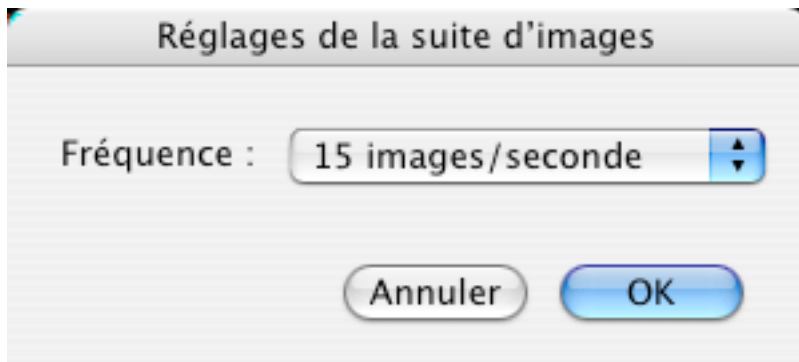 Réglages de la suite d’images
Fréquence : 15 images/seconde
Annuler OK